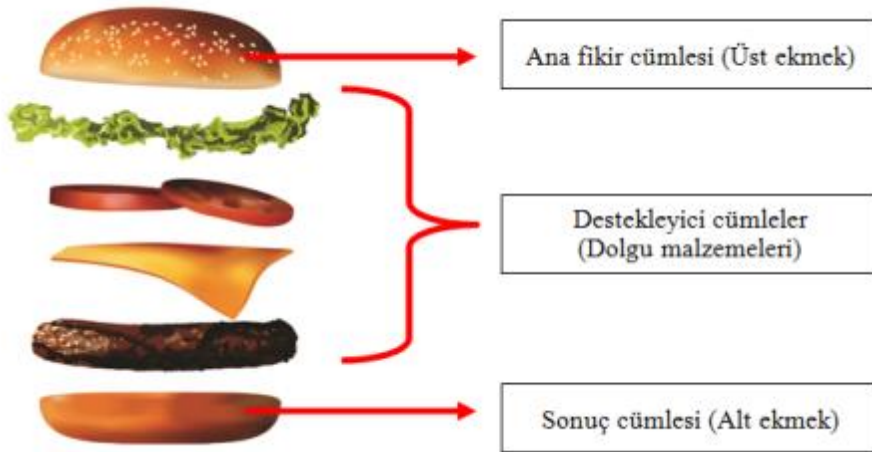 Ana fikir cümlesi (Üst ekmek)
Destekleyici cümleler
(Dolgu malzemeleri)
Sonuç cümlesi (Alt ekmek)